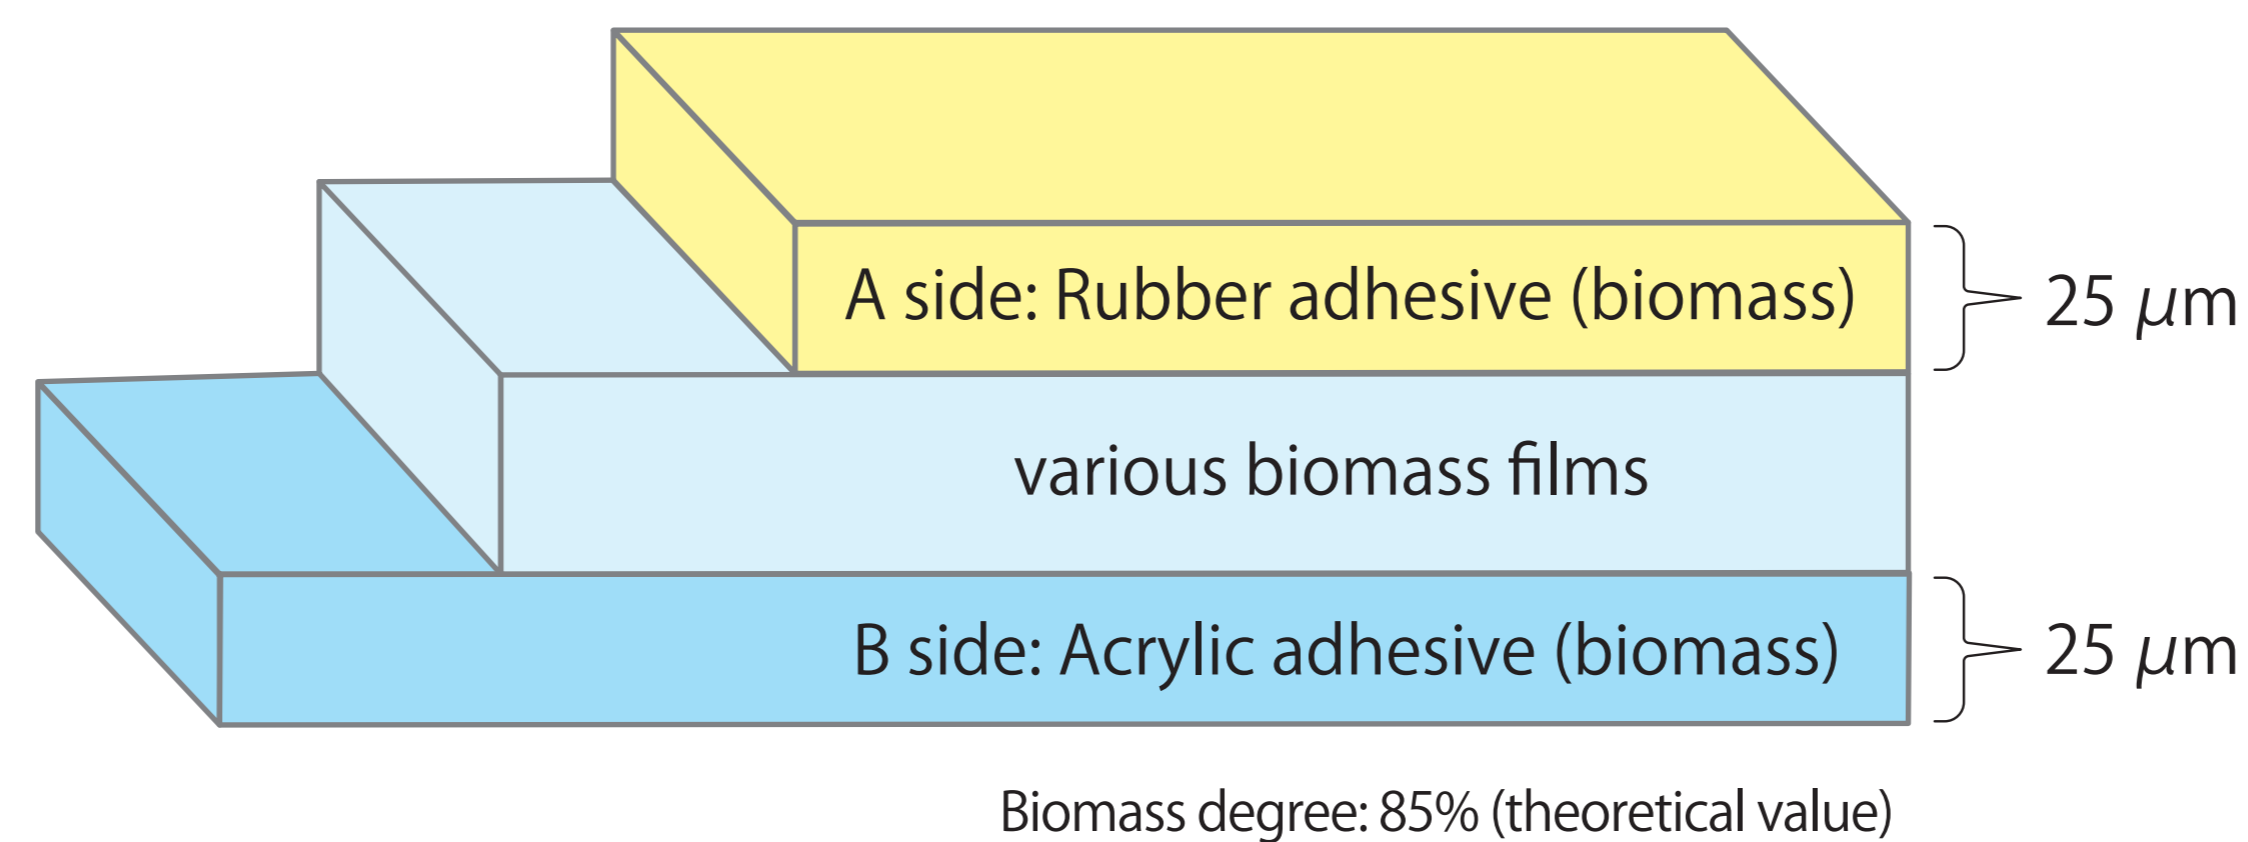 A side: Rubber adhesive (biomass)
25 μm
various biomass films
B side: Acrylic adhesive (biomass)
25 μm
Biomass degree: 85% (theoretical value)